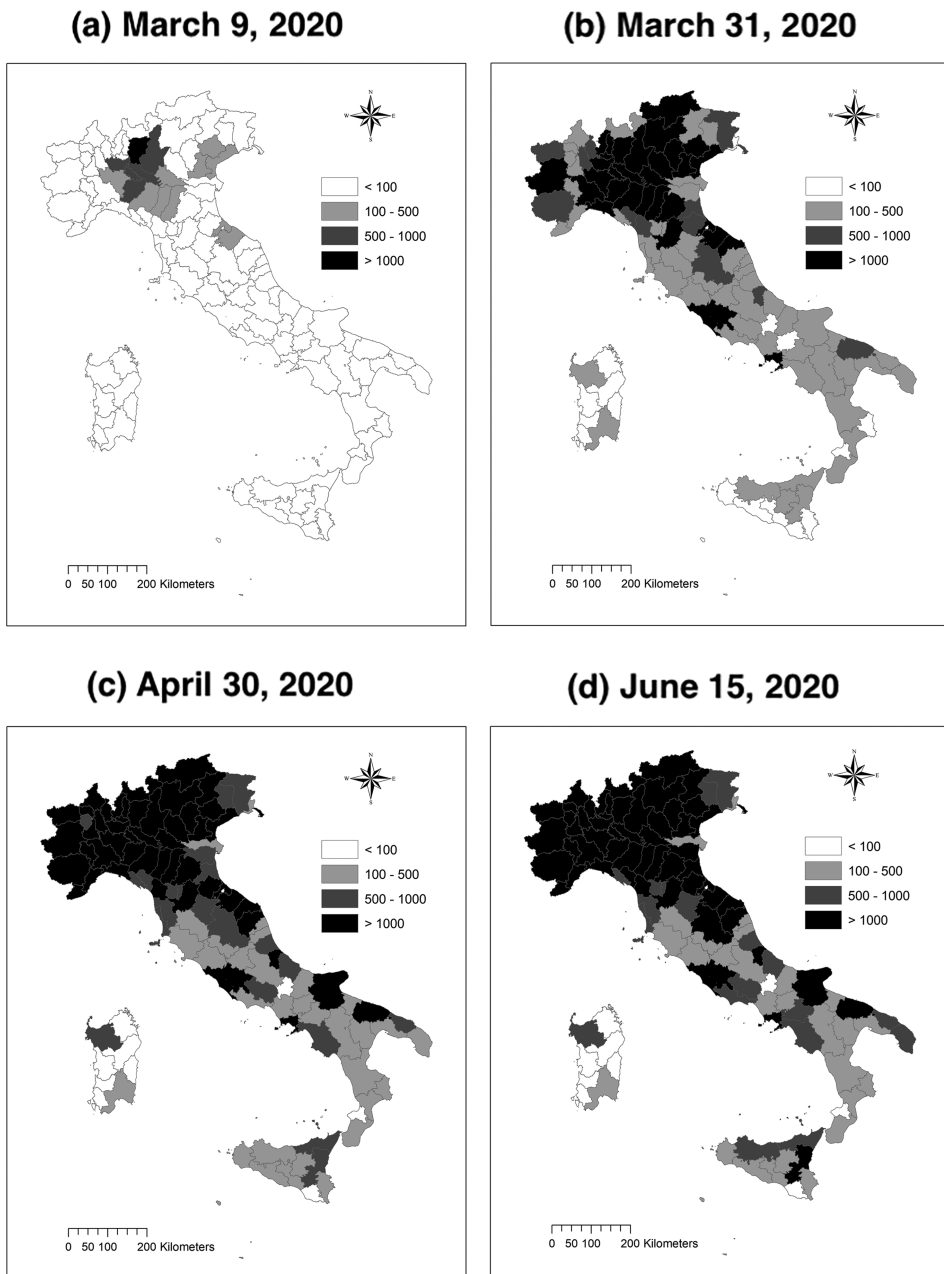 (a) March 9, 2020
(b) March 31, 2020
N
W E
S
< 100
100 - 500
500 - 1000
> 1000
0 50 100 200 Kilometers
N
W E
S
< 100
100 - 500
500 - 1000
> 1000
0 50 100 200 Kilometers
(c) April 30, 2020
(d) June 15, 2020
N
W E
S
< 100
100 - 500
500 - 1000
> 1000
0 50 100 200 Kilometers
N
W E
S
< 100
100 - 500
500 - 1000
> 1000
0 50 100 200 Kilometers